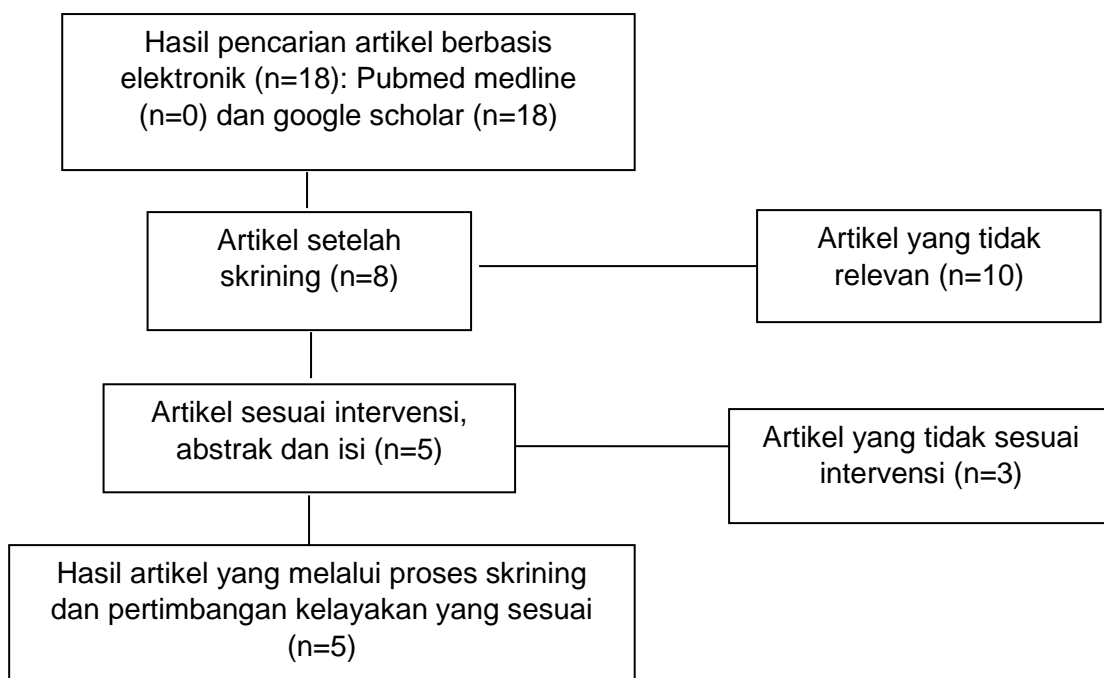 Hasil pencarian artikel berbasis
elektronik (n=18): Pubmed medline
(n=0) dan google scholar (n=18)
Artikel setelah
skrining (n=8)
Artikel yang tidak
relevan (n=10)
Artikel sesuai intervensi,
abstrak dan isi (n=5)
Artikel yang tidak sesuai
intervensi (n=3)
Hasil artikel yang melalui proses skrining
dan pertimbangan kelayakan yang sesuai
(n=5)